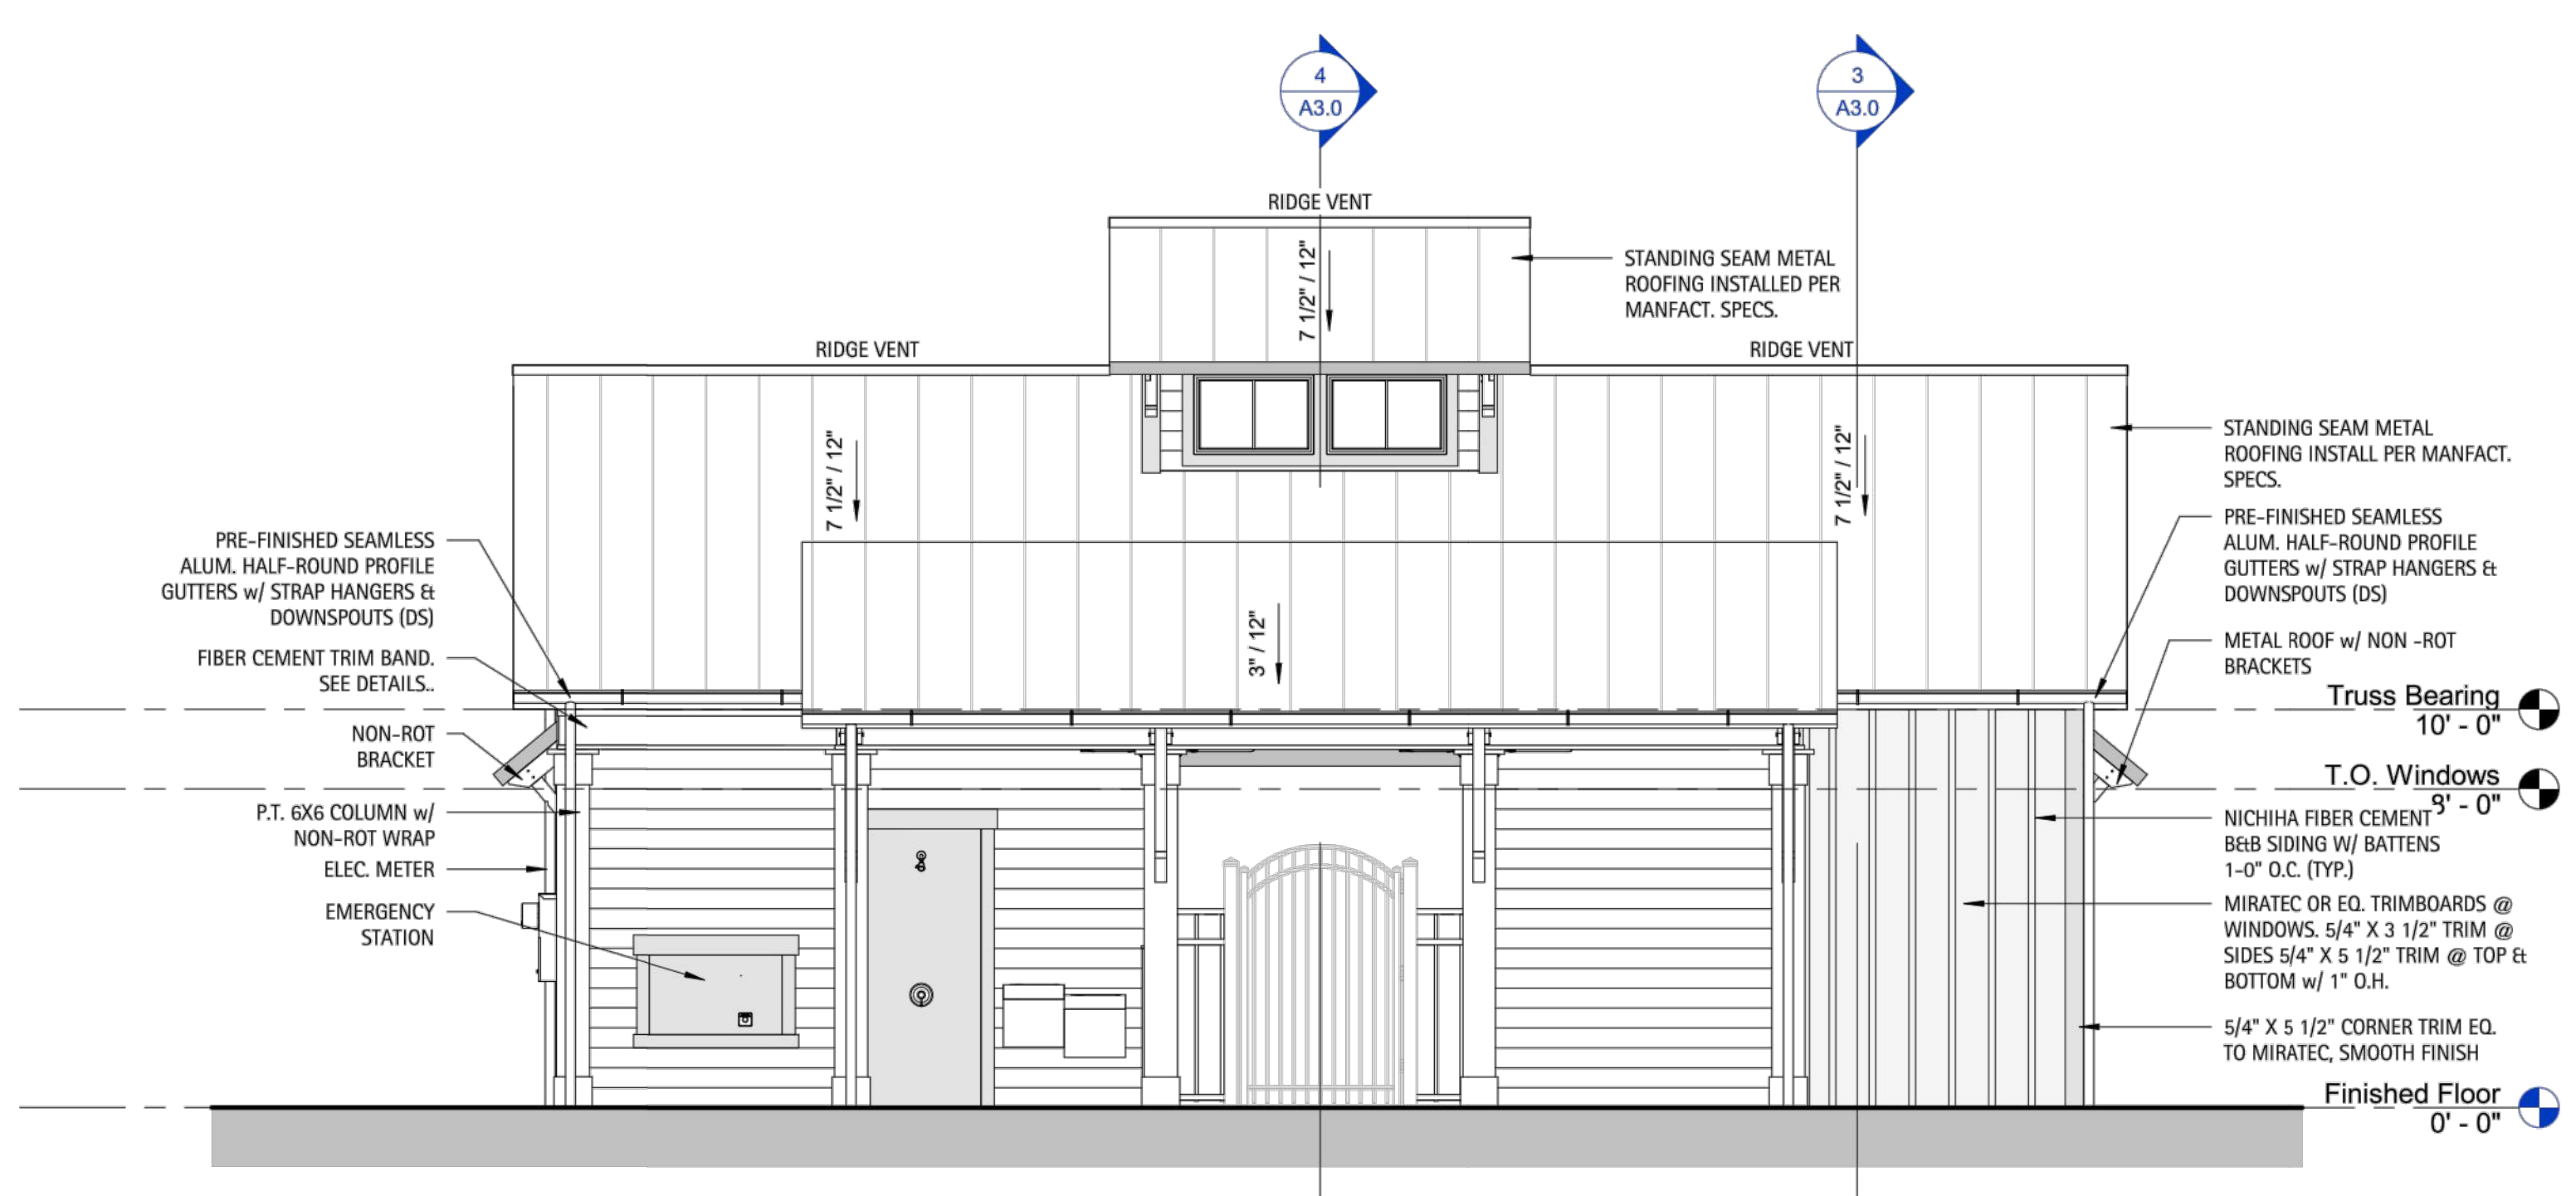 4
A3.0
3
A3.0
RIDGE VENT
7 1/2" / 12"
STANDING SEAM METAL
ROOFING INSTALLED PER
MANFACT. SPECS.
RIDGE VENT
RIDGE VENT
7 1/2" / 12"
7 1/2" / 12"
3" / 12"
PRE-FINISHED SEAMLESS
ALUM. HALF-ROUND PROFILE
GUTTERS w/ STRAP HANGERS &
DOWNSPOUTS (DS)
FIBER CEMENT TRIM BAND.
SEE DETAILS..
NON-ROT
BRACKET
P.T. 6X6 COLUMN w/
NON-ROT WRAP
ELEC. METER
EMERGENCY
STATION
STANDING SEAM METAL
ROOFING INSTALL PER MANFACT.
SPECS.
PRE-FINISHED SEAMLESS
ALUM. HALF-ROUND PROFILE
GUTTERS w/ STRAP HANGERS &
DOWNSPOUTS (DS)
METAL ROOF w/ NON -ROT
BRACKETS
Truss Bearing
10' - 0"
T.O. Windows
8' - 0"
NICHIHA FIBER CEMENT
B&B SIDING W/ BATTENS
1-0" O.C. (TYP.)
MIRATEC OR EQ. TRIMBOARDS @
WINDOWS. 5/4" X 3 1/2" TRIM @
SIDES 5/4" X 5 1/2" TRIM @ TOP &
BOTTOM w/ 1" O.H.
5/4" X 5 1/2" CORNER TRIM EQ.
TO MIRATEC, SMOOTH FINISH
Finished Floor
0' - 0"